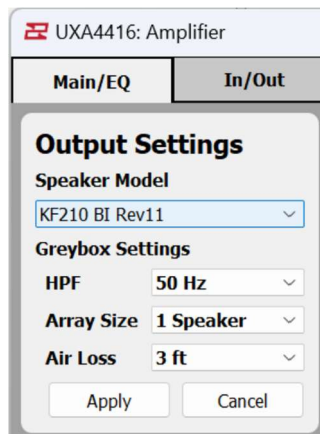 UXA4416: Amplifier
Main/EQ In/Out
Output Settings
Speaker Model
KF210 BI Rev11
Greybox Settings
HPF 50 Hz
Array Size 1 Speaker
Air Loss 3 ft
Apply Cancel